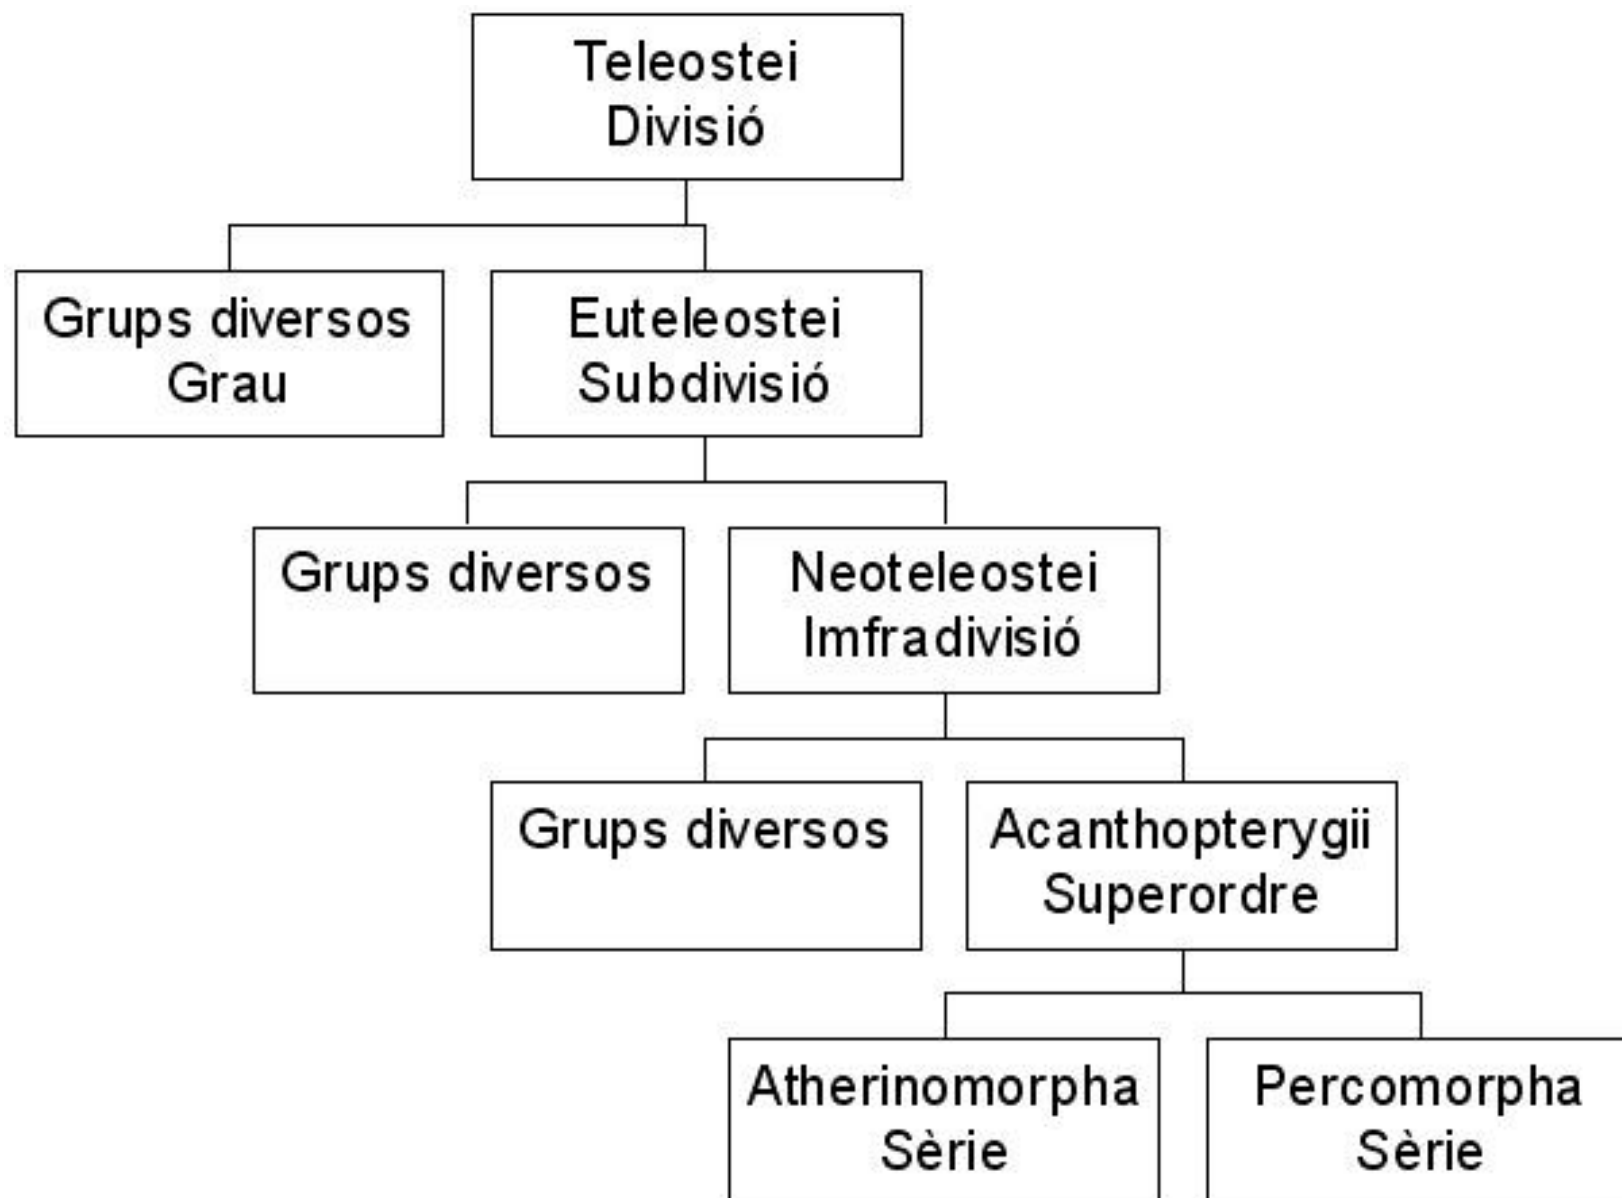 Teleostei
Divisió
Grups diversos
Grau
Euteleostei
Subdivisió
Grups diversos
Neoteleostei
Imfradivisió
Grups diversos
Acanthopterygii
Superordre
Atherinomorpha
Sèrie
Percomorpha
Sèrie